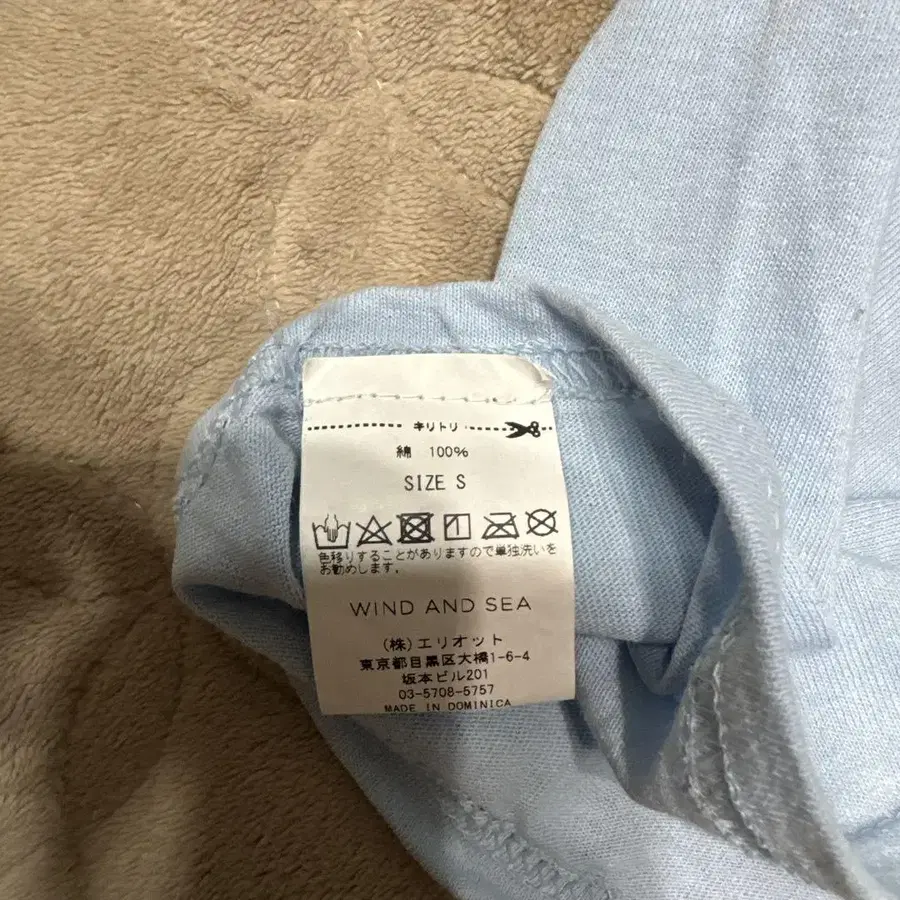 キリトリ
綿 100%
SIZE S
色移りすることがありますので単独洗いを
お勧めします。
WIND AND SEA
(株)エリオット
東京都目黒区大橋1-6-4
坂本ビル201
03-5708-5757
MADE IN DOMINICA